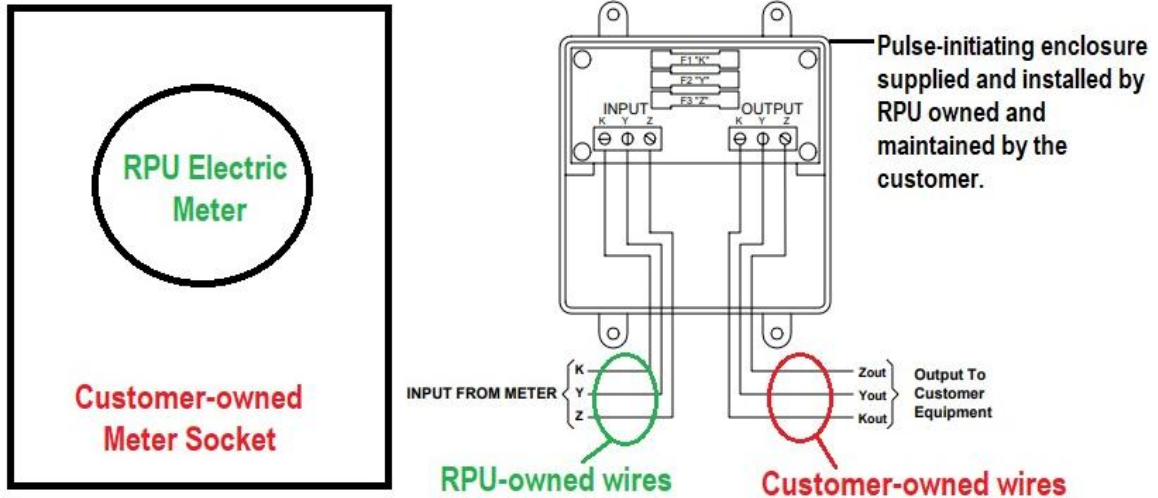 RPU Electric
Meter
Customer-owned
Meter Socket
F1 "K"
F2 "Y"
F3 "Z"
INPUT
K Y Z
OUTPUT
K Y Z
Pulse-initiating enclosure
supplied and installed by
RPU owned and
maintained by the
customer.
INPUT FROM METER
K
Y
Z
Zout
Yout
Kout
Output To
Customer
Equipment
RPU-owned wires
Customer-owned wires